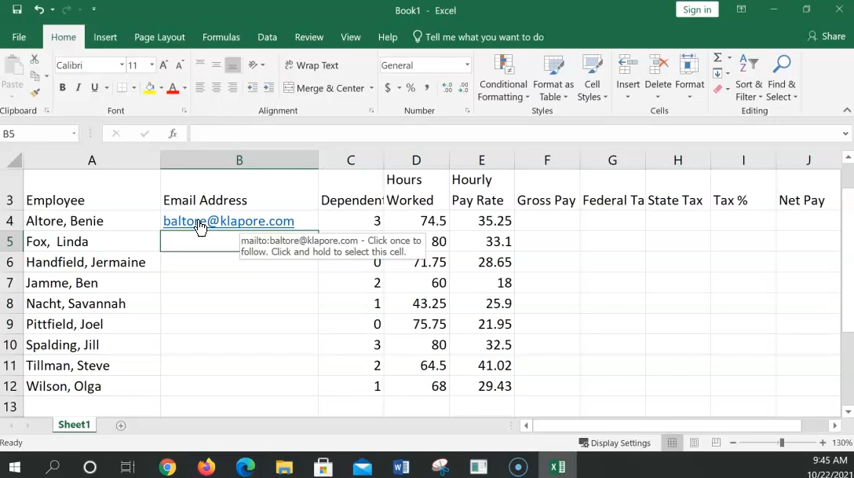 Book1 - Excel
Sign in
File Home Insert Page Layout Formulas Data Review View Help Tell me what you want to do Share
Calibri 11 A A Wrap Text General
Paste B I U A Merge & Center $ % , Conditional Formatting Format as Table Cell Styles Insert Delete Format Sort & Filter Find & Select
Clipboard Font Alignment Number Styles Cells Editing
B5 fx
A B C D E F G H I J
Hours Hourly
3 Employee Email Address Dependent Worked Pay Rate Gross Pay Federal Ta State Tax Tax % Net Pay
4 Altore, Benie baltore@klapore.com 3 74.5 35.25
5 Fox, Linda 80 33.1
mailto:baltore@klapore.com - Click once to
follow. Click and hold to select this cell.
6 Handfield, Jermaine 0 71.75 28.65
7 Jamme, Ben 2 60 18
8 Nacht, Savannah 1 43.25 25.9
9 Pittfield, Joel 0 75.75 21.95
10 Spalding, Jill 3 80 32.5
11 Tillman, Steve 2 64.5 41.02
12 Wilson, Olga 1 68 29.43
13
Sheet1
Ready Display Settings 130%
9:45 AM
10/22/2021